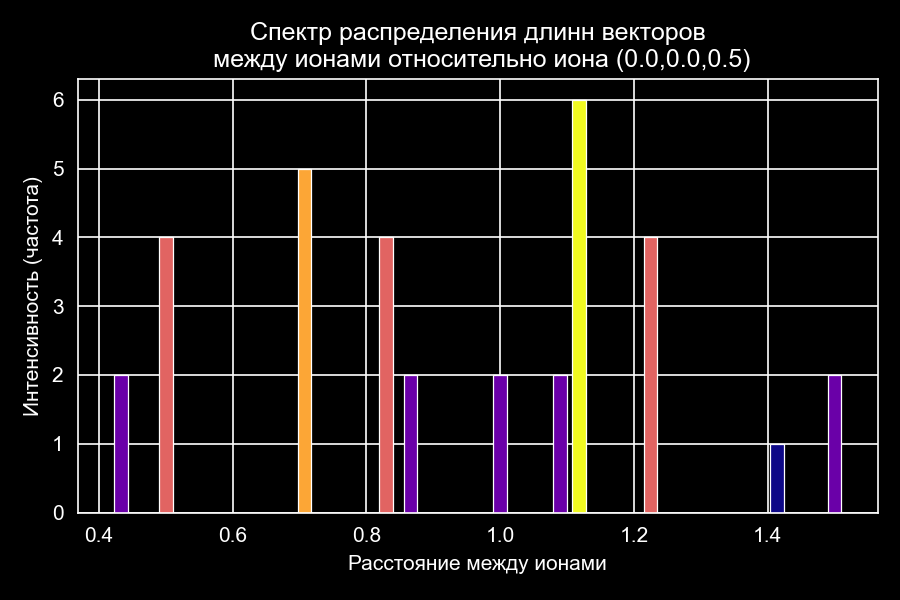 Спектр распределения длинн векторов
между ионами относительно иона (0.0,0.0,0.5)
Интенсивность (частота)
6
5
4
3
2
1
0
0.4 0.6 0.8 1.0 1.2 1.4
Расстояние между ионами